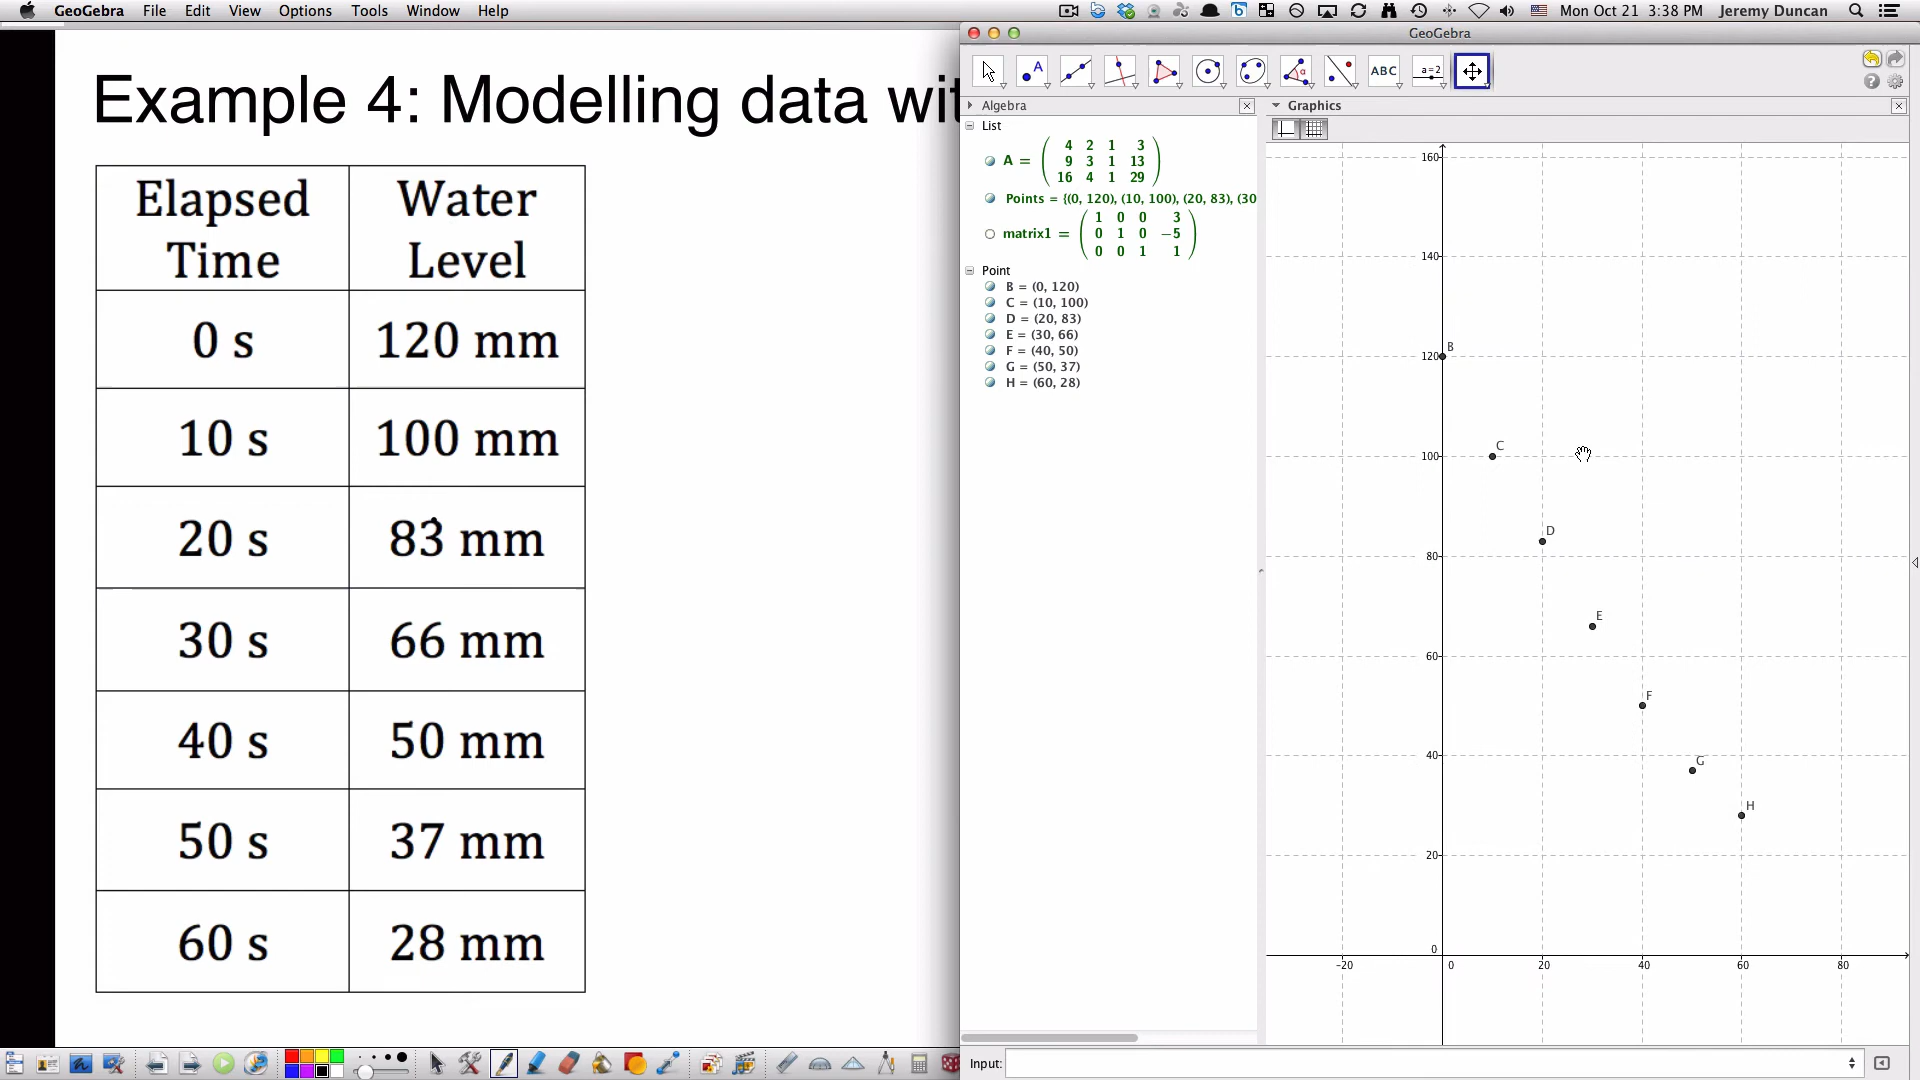 GeoGebra File Edit View Options Tools Window Help
Mon Oct 21 3:38 PM Jeremy Duncan
Example 4: Modelling data wi
Elapsed Time
Water Level
0 s 120 mm
10 s 100 mm
20 s 83 mm
30 s 66 mm
40 s 50 mm
50 s 37 mm
60 s 28 mm
GeoGebra
A
α
ABC
a=2
Algebra
List
A =
4 2 1 3
9 3 1 13
16 4 1 29
Points = {(0, 120), (10, 100), (20, 83), (30
matrix1 =
1 0 0 3
0 1 0 −5
0 0 1 1
Point
B = (0, 120)
C = (10, 100)
D = (20, 83)
E = (30, 66)
F = (40, 50)
G = (50, 37)
H = (60, 28)
Graphics
160
140
120
B
100
C
D
80
E
60
F
40
G
H
20
0
-20 0 20 40 60 80
Input: